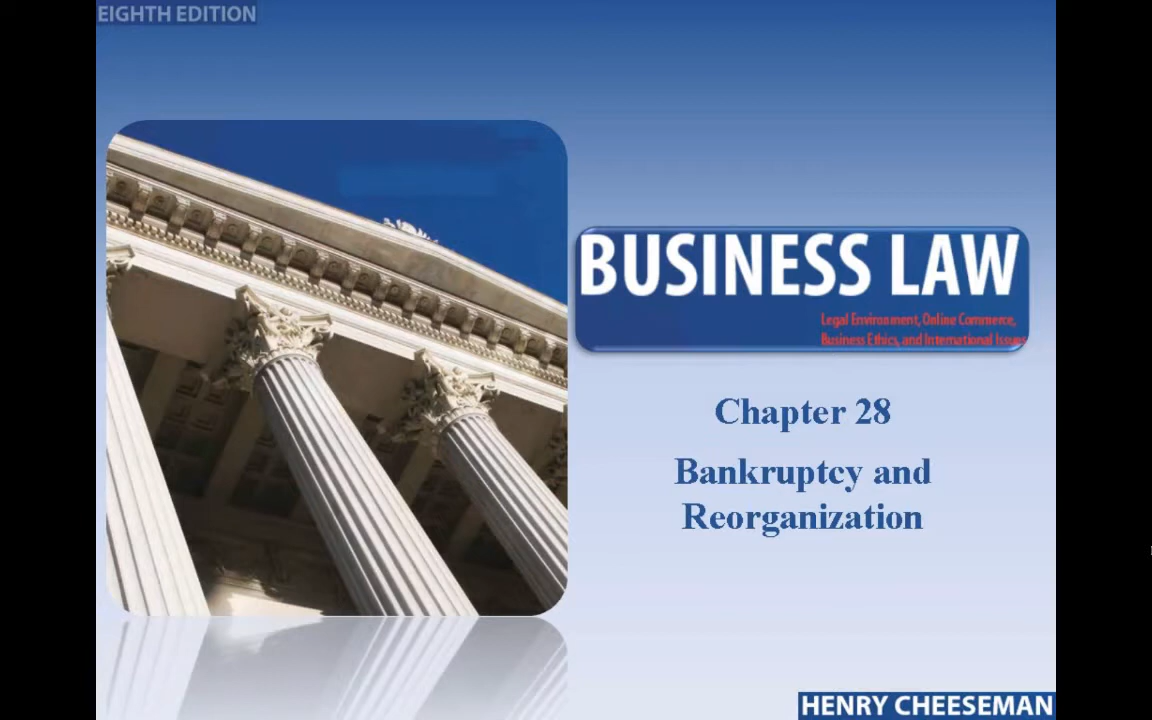 EIGHTH EDITION
BUSINESS LAW
Legal Environment, Online Commerce,
Business Ethics, and International Issues
Chapter 28
Bankruptcy and
Reorganization
HENRY CHEESEMAN